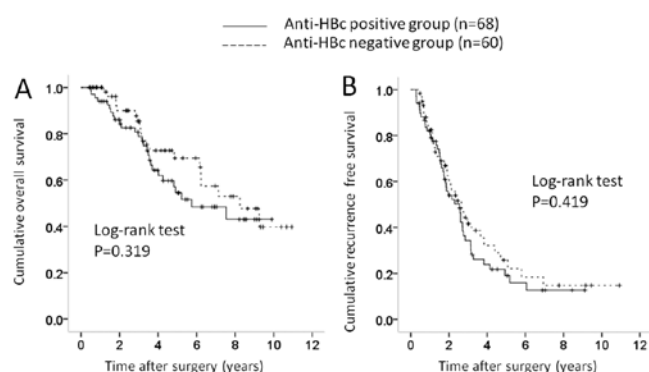 Anti-HBc positive group (n=68)
Anti-HBc negative group (n=60)
A
Cumulative overall survival
1.0
0.8
0.6
0.4
0.2
0.0
Log-rank test
P=0.319
0 2 4 6 8 10 12
Time after surgery (years)
B
Cumulative recurrence free survival
1.0
0.8
0.6
0.4
0.2
0.0
Log-rank test
P=0.419
0 2 4 6 8 10 12
Time after surgery (years)